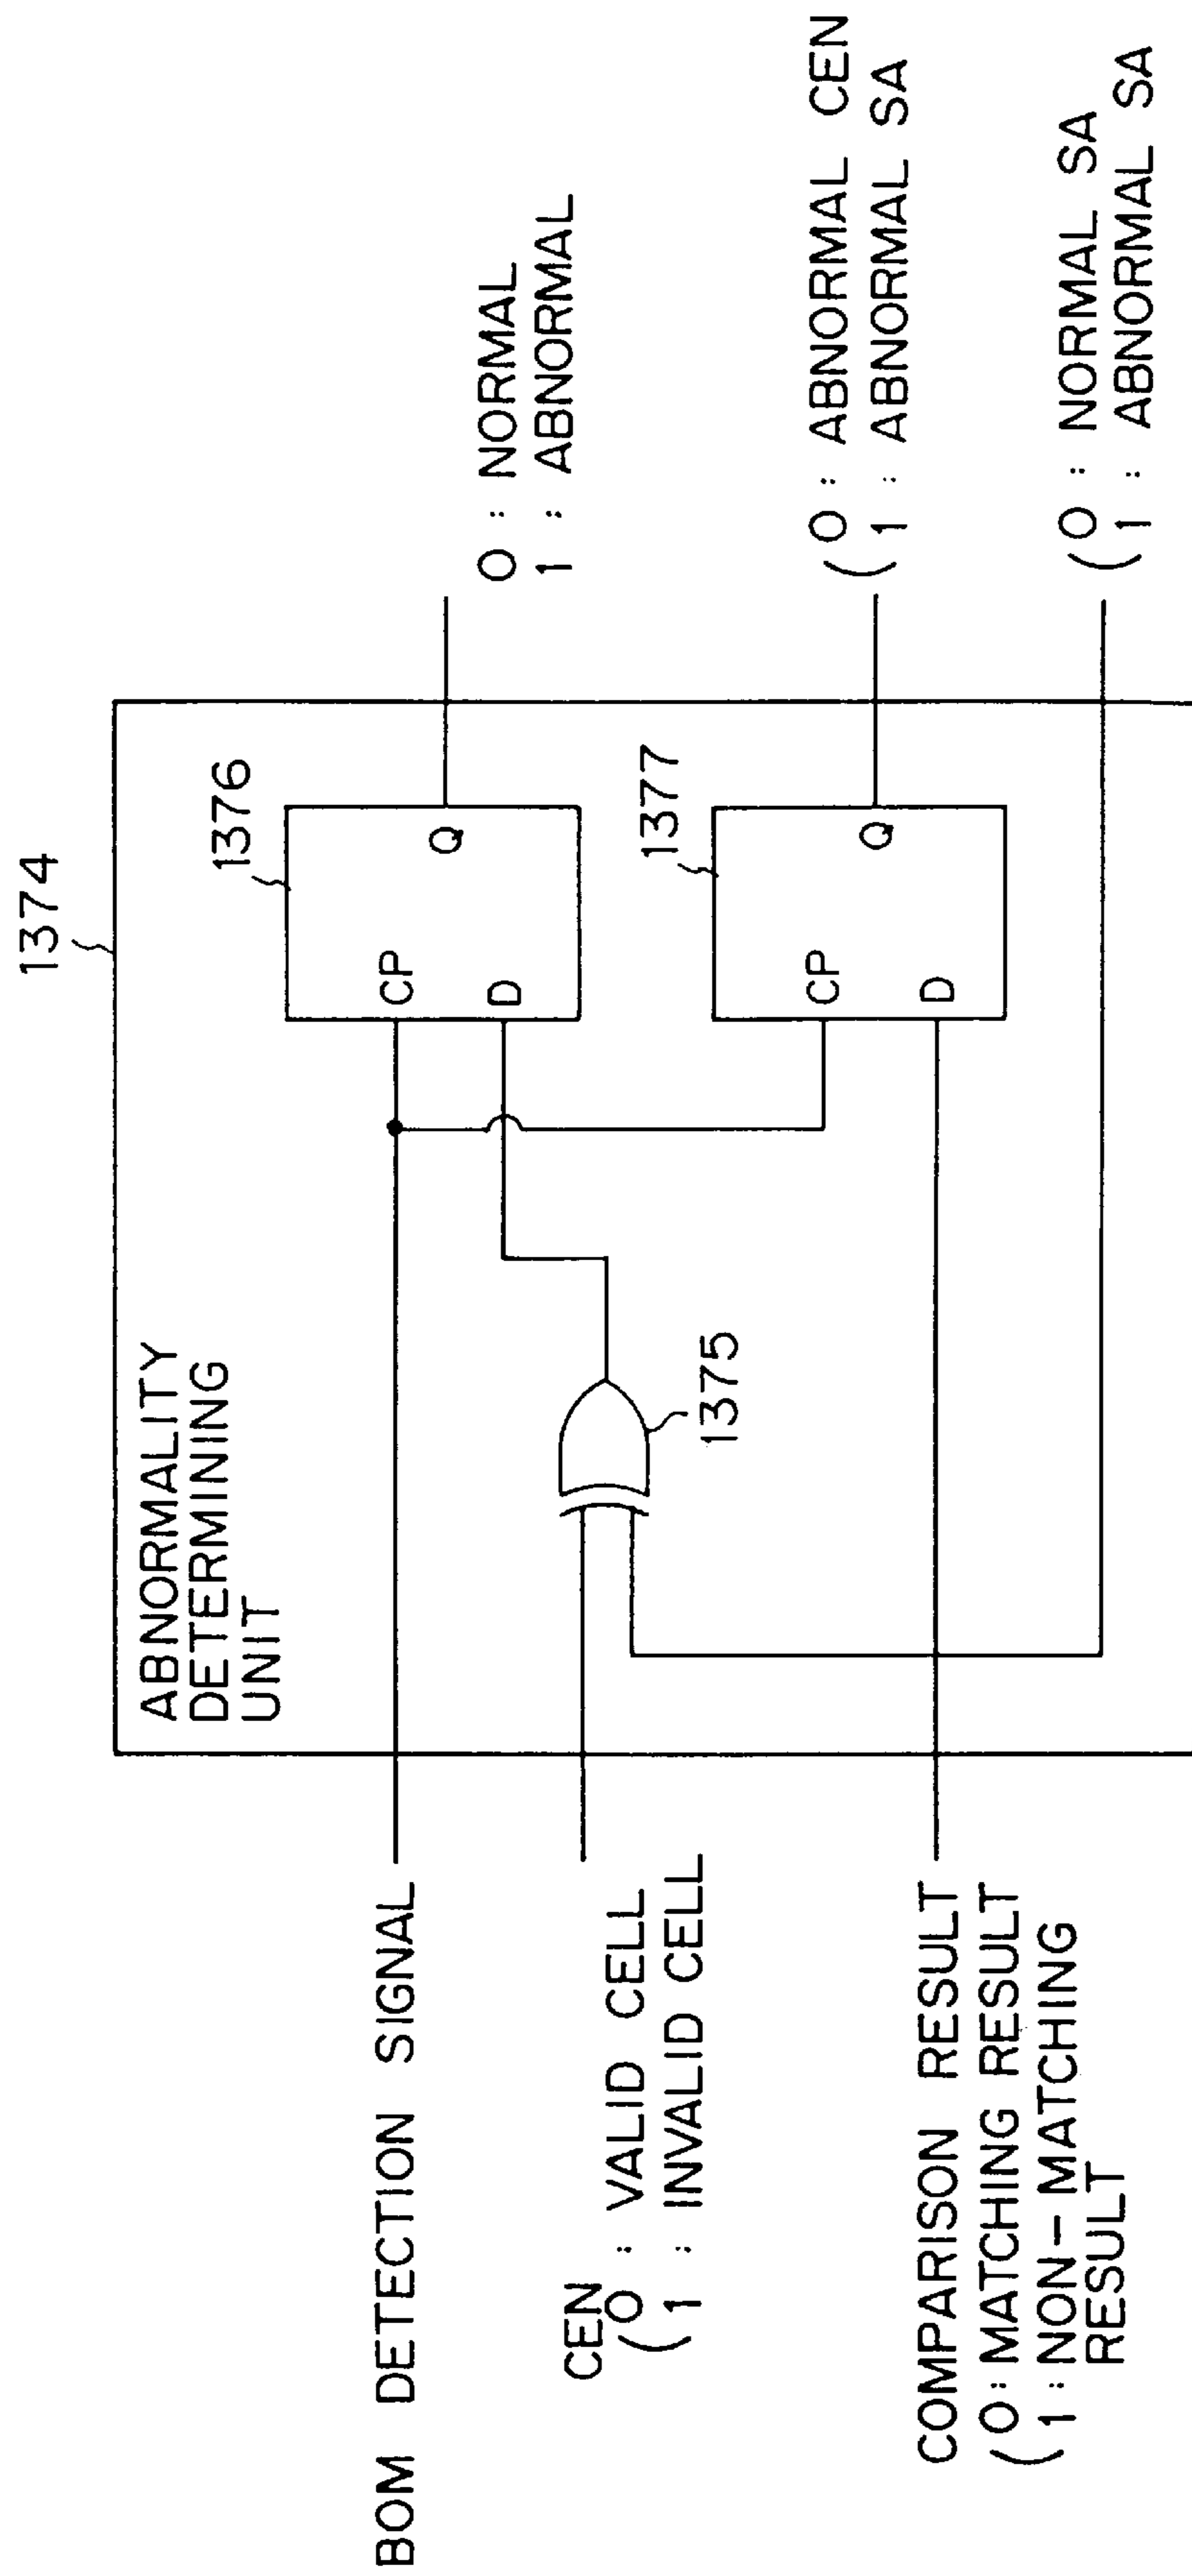 1374
ABNORMALITY
DETERMINING
UNIT
BOM DETECTION SIGNAL
CP
D
Q
1376
0 : NORMAL
1 : ABNORMAL
CEN
( 0 : VALID CELL
1 : INVALID CELL
1375
CP
D
Q
1377
( 0 : ABNORMAL CEN
1 : ABNORMAL SA
COMPARISON RESULT
( 0 : MATCHING RESULT
1 : NON-MATCHING
RESULT
( 0 : NORMAL SA
1 : ABNORMAL SA